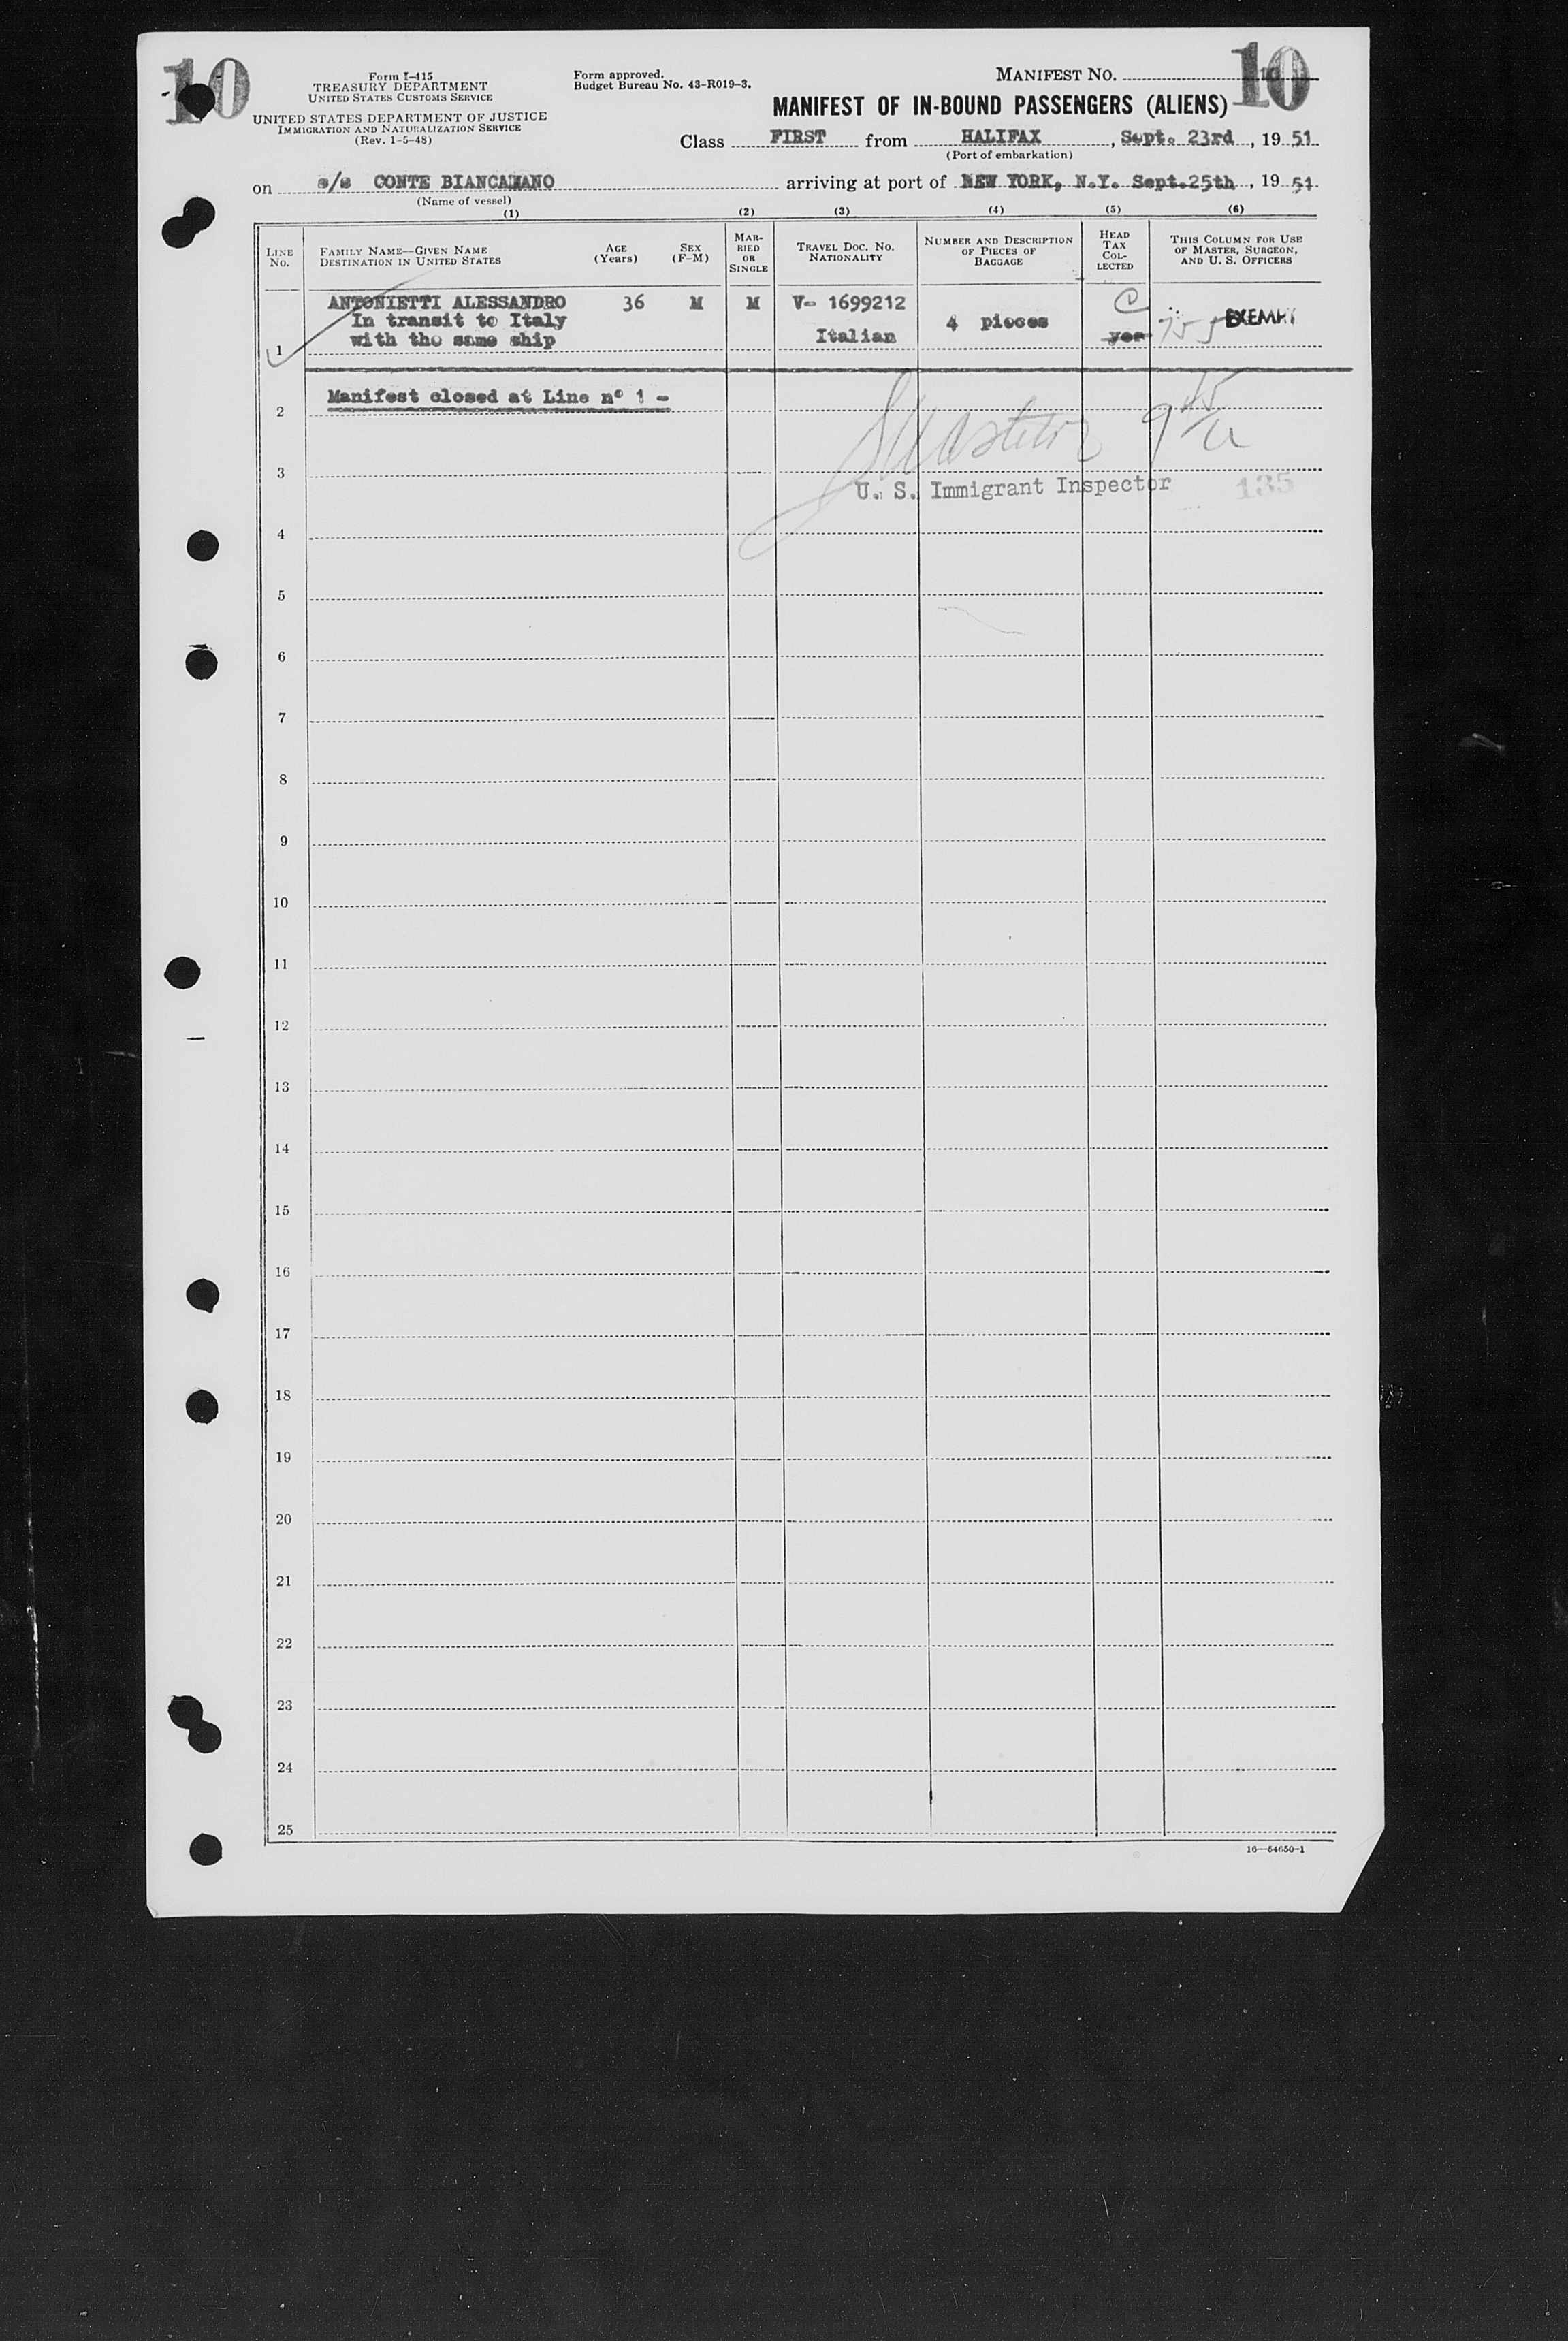 10
Form I-415
TREASURY DEPARTMENT
UNITED STATES CUSTOMS SERVICE
UNITED STATES DEPARTMENT OF JUSTICE
IMMIGRATION AND NATURALIZATION SERVICE
(Rev. 1-5-48)
Form approved.
Budget Bureau No. 43-R019-3.
MANIFEST NO. 10
MANIFEST OF IN-BOUND PASSENGERS (ALIENS)
Class FIRST from HALIFAX, Sept. 23rd, 19 51
(Port of embarkation)
on s/s CONTE BIANCAMANO arriving at port of NEW YORK, N.Y. Sept.25th, 19 51
(Name of vessel)
(1) (2) (3) (4) (5) (6)
LINE NO.
FAMILY NAME—GIVEN NAME
DESTINATION IN UNITED STATES
AGE (Years)
SEX (F-M)
MARRIED OR SINGLE
TRAVEL DOC. NO.
NATIONALITY
NUMBER AND DESCRIPTION OF PIECES OF BAGGAGE
HEAD TAX COLLECTED
THIS COLUMN FOR USE OF MASTER, SURGEON, AND U. S. OFFICERS
ANTONIETTI ALESSANDRO 36 M M V- 1699212
In transit to Italy 4 pieces EXEMPT
1 with the same ship Italian yes
2 Manifest closed at Line n° 1 -
3
U. S. Immigrant Inspector 135
4
5
6
7
8
9
10
11
12
13
14
15
16
17
18
19
20
21
22
23
24
25
16—54650-1